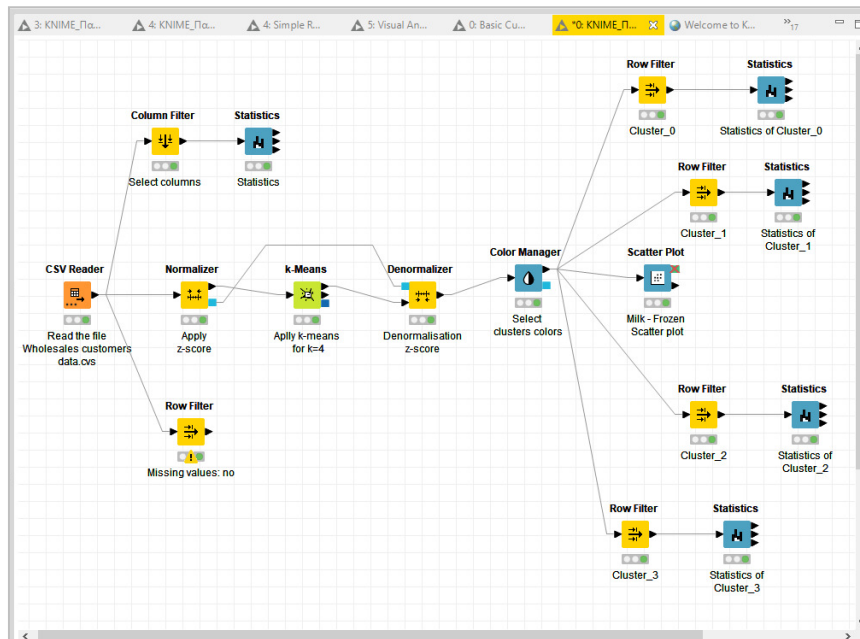 3: KNIME_Πα...
4: KNIME_Πα...
4: Simple R...
5: Visual An...
0: Basic Cu...
*0: KNIME_Π...
Welcome to K...
»17
Row Filter
Cluster_0
Statistics
Statistics of Cluster_0
Column Filter
Select columns
Statistics
Statistics
Row Filter
Cluster_1
Statistics
Statistics of
Cluster_1
CSV Reader
Read the file
Wholesales customers
data.cvs
Normalizer
Apply
z-score
k-Means
Aplly k-means
for k=4
Denormalizer
Denormalisation
z-score
Color Manager
Select
clusters colors
Scatter Plot
Milk - Frozen
Scatter plot
Row Filter
Missing values: no
Row Filter
Cluster_2
Statistics
Statistics of
Cluster_2
Row Filter
Cluster_3
Statistics
Statistics of
Cluster_3